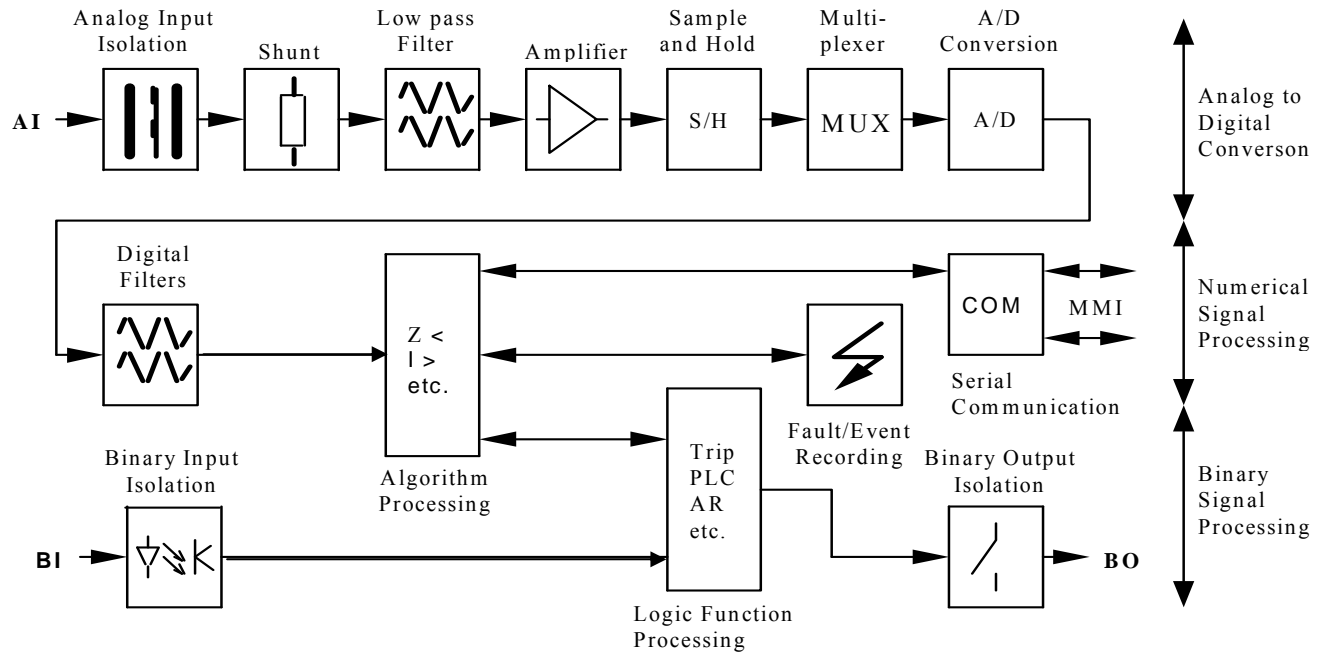 Analog Input
Isolation
Shunt
Low pass
Filter
Amplifier
Sample
and Hold
Multi-
plexer
A/D
Conversion
AI
S/H
MUX
A/D
Analog to
Digital
Converson
Digital
Filters
Z <
I >
etc.
Algorithm
Processing
COM
MMI
Serial
Communication
Numerical
Signal
Processing
Fault/Event
Recording
Binary Input
Isolation
BI
Trip
PLC
AR
etc.
Logic Function
Processing
Binary Output
Isolation
BO
Binary
Signal
Processing